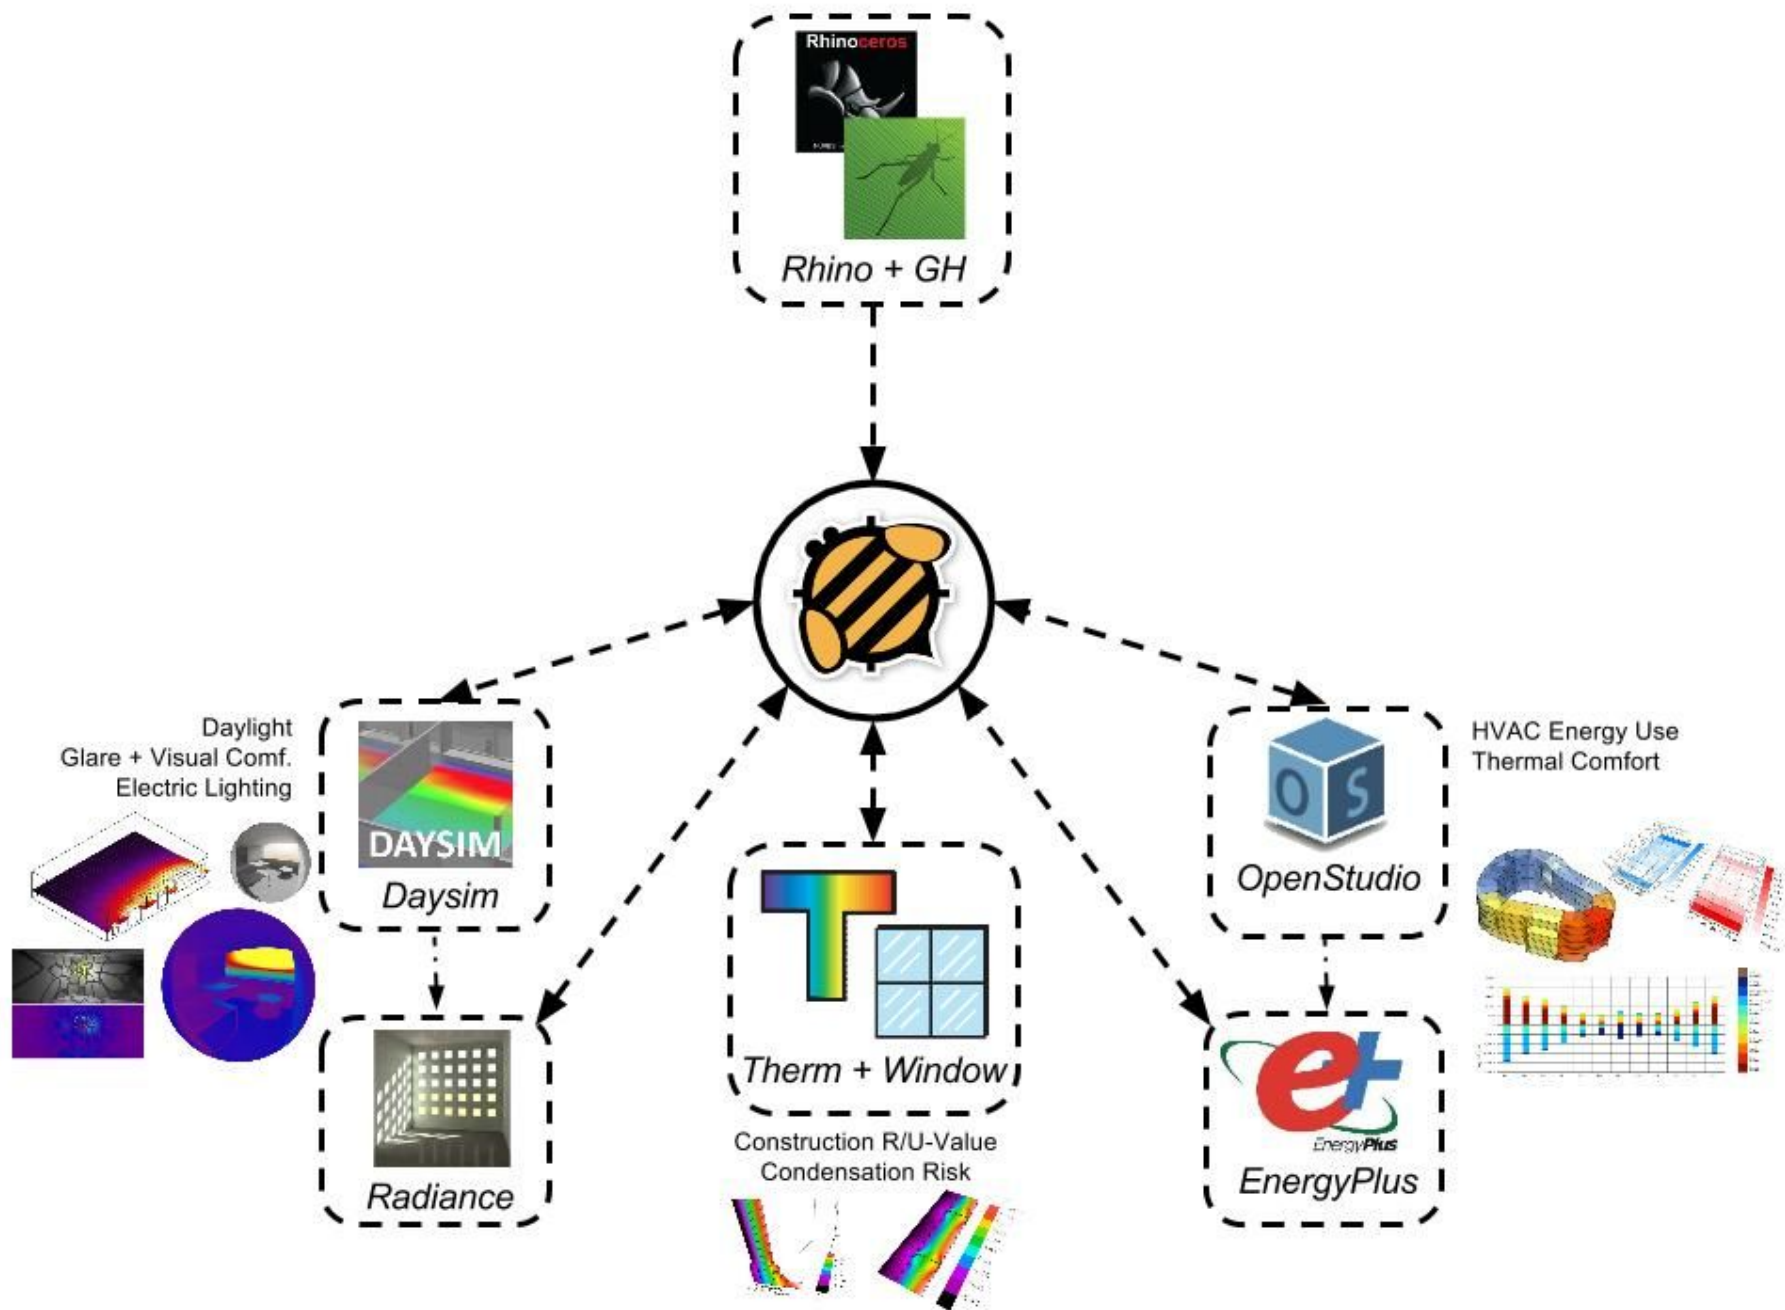 Rhinoceros
Rhino + GH
Daylight
Glare + Visual Comf.
Electric Lighting
DAYSIM
Daysim
Radiance
Therm + Window
Construction R/U-Value
Condensation Risk
OS
OpenStudio
HVAC Energy Use
Thermal Comfort
e+
EnergyPlus
EnergyPlus